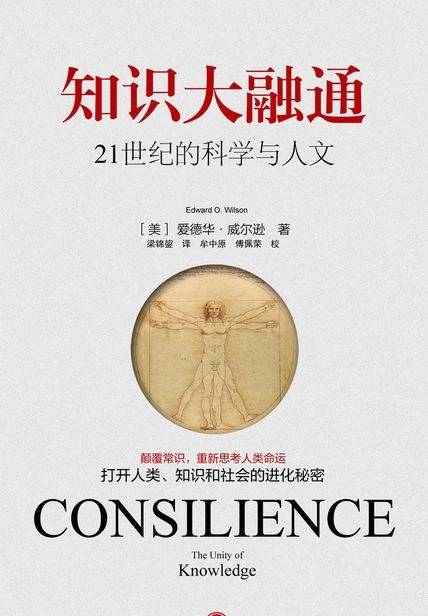 知识大融通
21世纪的科学与人文
Edward O. Wilson
［美］爱德华·威尔逊 著
梁锦鋆 译 牟中原 傅佩荣 校
颠覆常识，重新思考人类命运
打开人类、知识和社会的进化秘密
CONSILIENCE
The Unity of
Knowledge